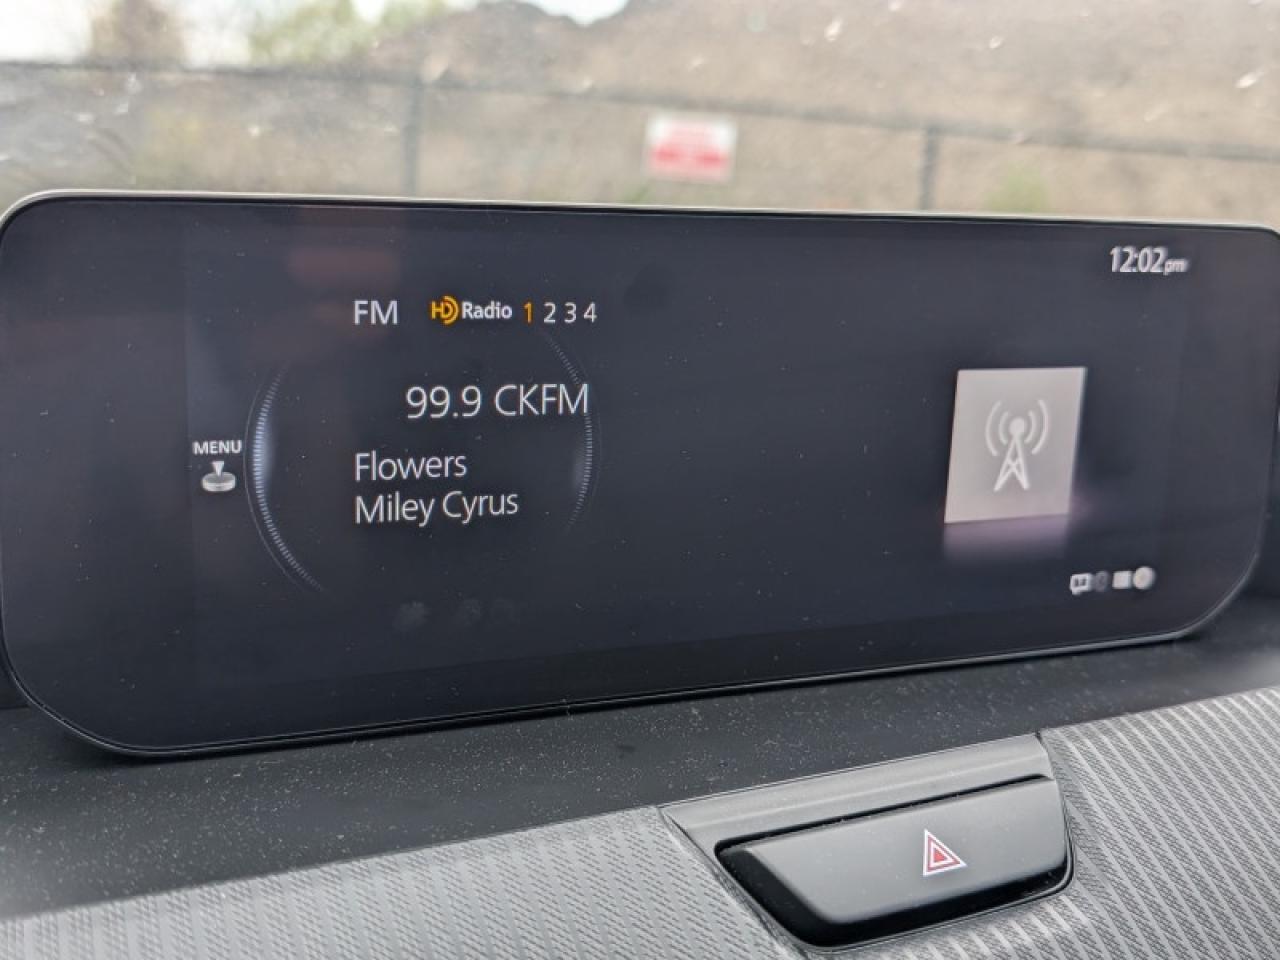 12:02pm
FM HD Radio 1 2 3 4
99.9 CKFM
MENU
Flowers
Miley Cyrus